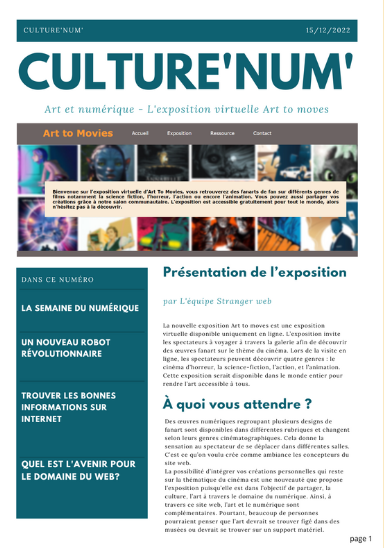 CULTURE'NUM'
15/12/2022
CULTURE'NUM'
Art et numérique - L'exposition virtuelle Art to moves
Art to Movies
Accueil
Exposition
Ressource
Contact
Bienvenue sur l'exposition virtuelle d'Art To Movies, vous retrouverez des fanarts de fan sur différents genres de
films notamment la science fiction, l'horreur, l'action ou encore l'animation. Vous pouvez aussi partager vos
créations grâce à notre salon communautaire. L'exposition est accessible gratuitement pour tout le monde, alors
n'hésitez pas à la découvrir.
DANS CE NUMÉRO
LA SEMAINE DU NUMÉRIQUE
UN NOUVEAU ROBOT
RÉVOLUTIONNAIRE
TROUVER LES BONNES
INFORMATIONS SUR
INTERNET
QUEL EST L'AVENIR POUR
LE DOMAINE DU WEB?
Présentation de l'exposition
par L'équipe Stranger web
La nouvelle exposition Art to moves est une exposition
virtuelle disponible uniquement en ligne. L'exposition invite
les spectateurs à voyager à travers la galerie afin de découvrir
des œuvres fanart sur le thème du cinéma. Lors de la visite en
ligne, les spectateurs peuvent découvrir quatre genres : le
cinéma d'horreur, la science-fiction, l'action, et l'animation.
Cette exposition serait disponible dans le monde entier pour
rendre l'art accessible à tous.
À quoi vous attendre ?
Des œuvres numériques regroupant plusieurs designs de
fanart sont disponibles dans différentes rubriques et changent
selon leurs genres cinématographiques. Cela donne la
sensation au spectateur de se déplacer dans différentes salles.
C'est ce qu'on voulu crée comme ambiance les concepteurs du
site web.
La possibilité d'intégrer vos créations personnelles qui reste
sur la thématique du cinéma est une nouveauté que propose
l'exposition puisqu'elle est dans l'objectif de partager, la
culture, l'art à travers le domaine du numérique. Ainsi, à
travers ce site web, l'art et le numérique sont
complémentaires. Pourtant, beaucoup de personnes
pourraient penser que l'art devrait se trouver figé dans des
musées ou devrait se trouver sur un support matériel.
page 1